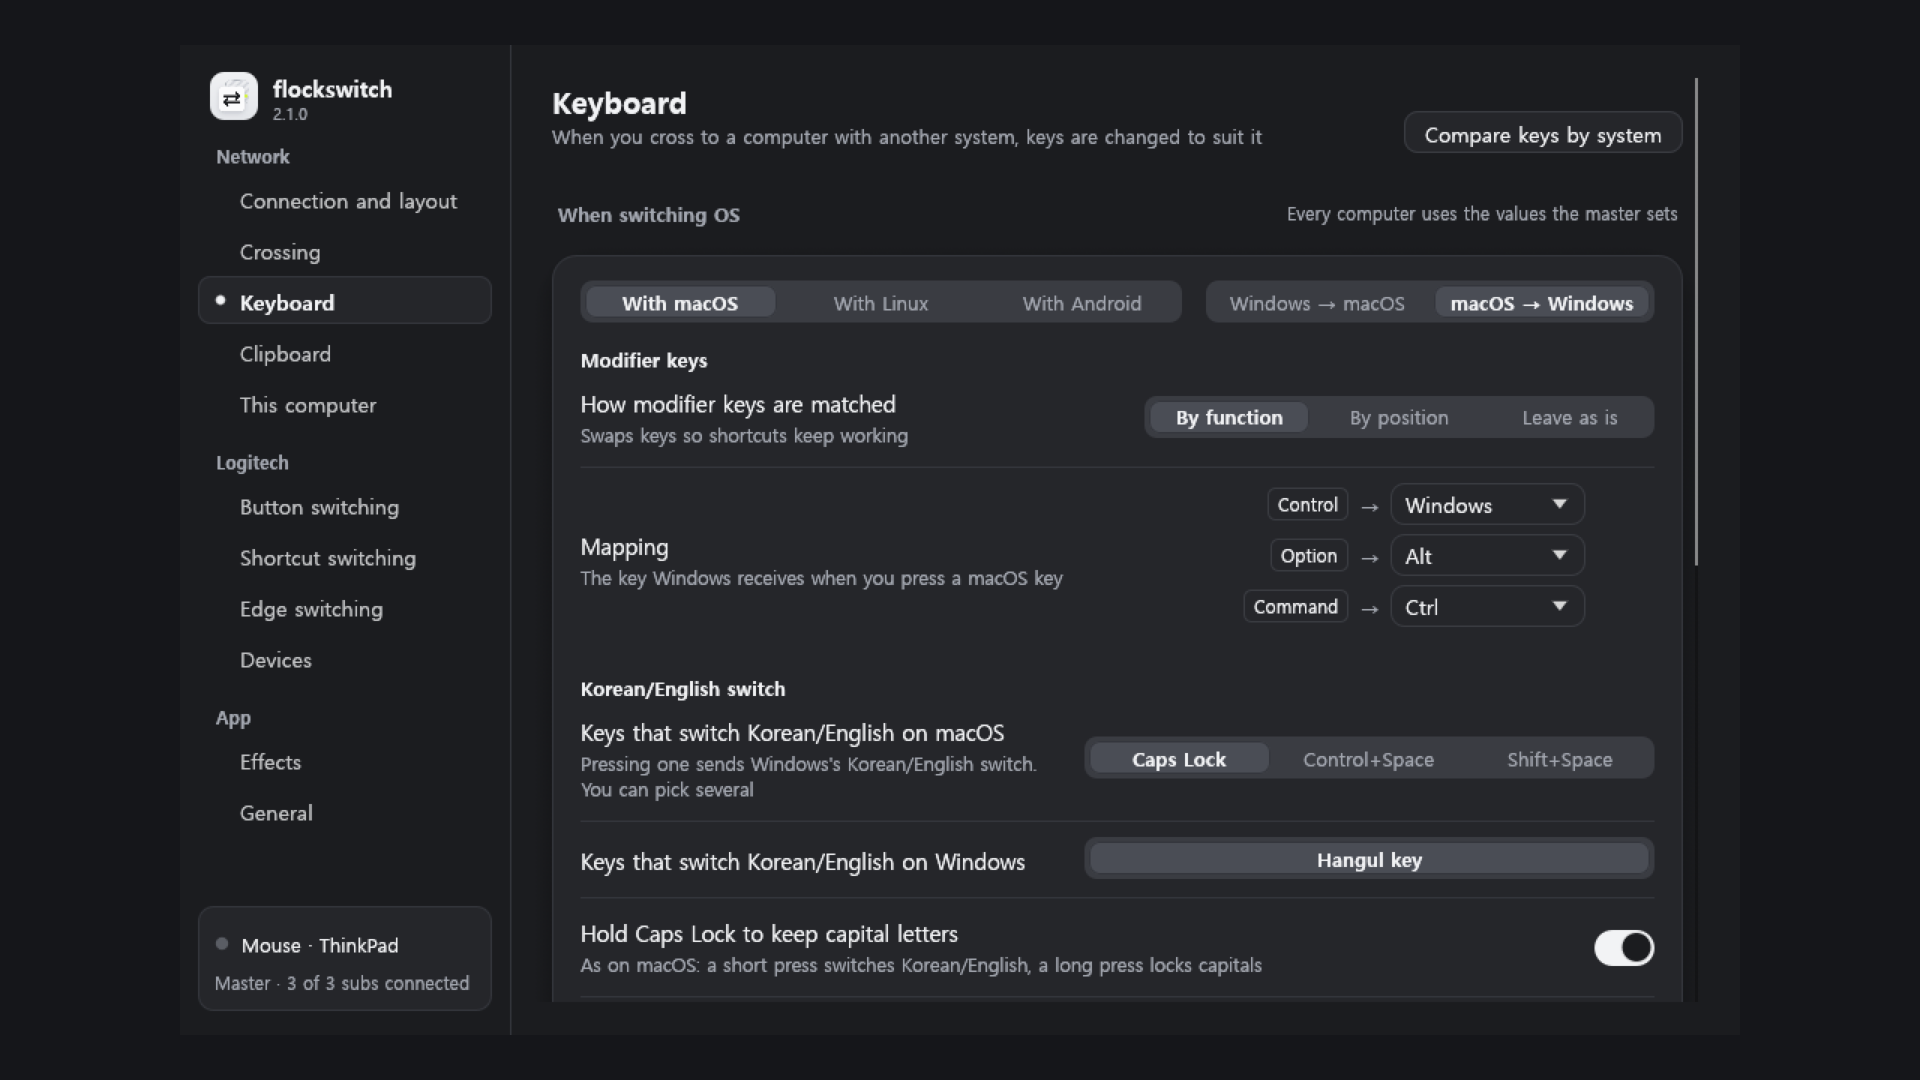 flockswitch
2.1.0
Network
Connection and layout
Crossing
Keyboard
Clipboard
This computer
Logitech
Button switching
Shortcut switching
Edge switching
Devices
App
Effects
General
Mouse · ThinkPad
Master · 3 of 3 subs connected
Keyboard
When you cross to a computer with another system, keys are changed to suit it
Compare keys by system
When switching OS
Every computer uses the values the master sets
With macOS With Linux With Android Windows → macOS macOS → Windows
Modifier keys
How modifier keys are matched
Swaps keys so shortcuts keep working
By function By position Leave as is
Mapping
The key Windows receives when you press a macOS key
Control → Windows
Option → Alt
Command → Ctrl
Korean/English switch
Keys that switch Korean/English on macOS
Pressing one sends Windows's Korean/English switch.
You can pick several
Caps Lock Control+Space Shift+Space
Keys that switch Korean/English on Windows
Hangul key
Hold Caps Lock to keep capital letters
As on macOS: a short press switches Korean/English, a long press locks capitals